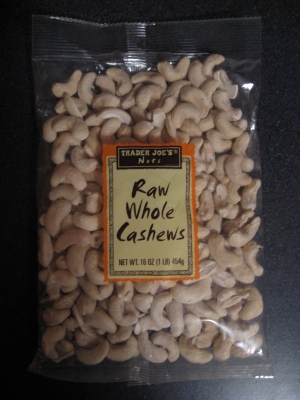 TRADER JOE'S®
Nuts
Raw
Whole
Cashews
NET WT. 16 OZ (1 LB) 454g